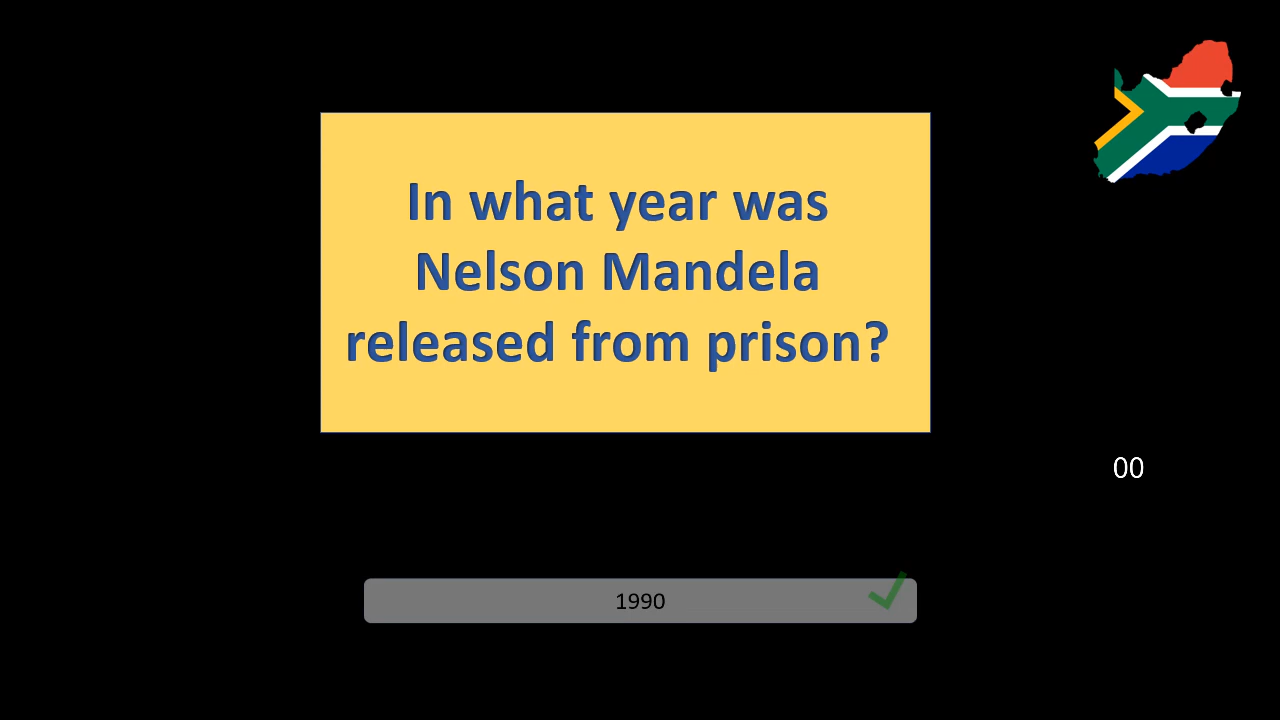 In what year was
Nelson Mandela
released from prison?
00
1990